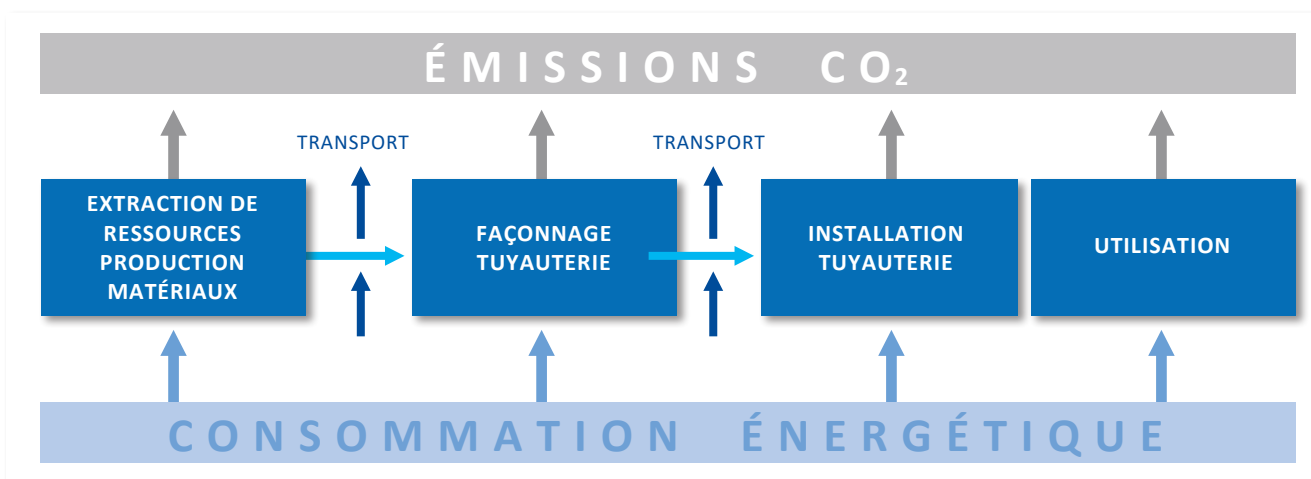 ÉMISSIONS CO₂
TRANSPORT
TRANSPORT
EXTRACTION DE
RESSOURCES
PRODUCTION
MATÉRIAUX
FAÇONNAGE
TUYAUTERIE
INSTALLATION
TUYAUTERIE
UTILISATION
CONSOMMATION ÉNERGÉTIQUE